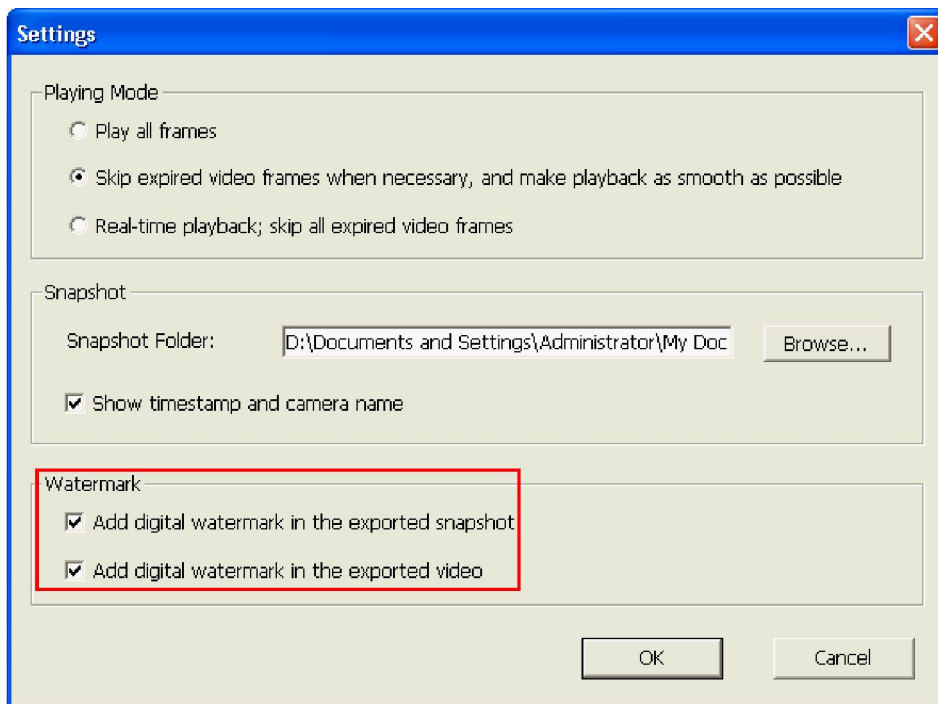 Settings
Playing Mode
Play all frames
Skip expired video frames when necessary, and make playback as smooth as possible
Real-time playback; skip all expired video frames
Snapshot
Snapshot Folder: D:\Documents and Settings\Administrator\My Doc Browse...
Show timestamp and camera name
Watermark
Add digital watermark in the exported snapshot
Add digital watermark in the exported video
OK Cancel